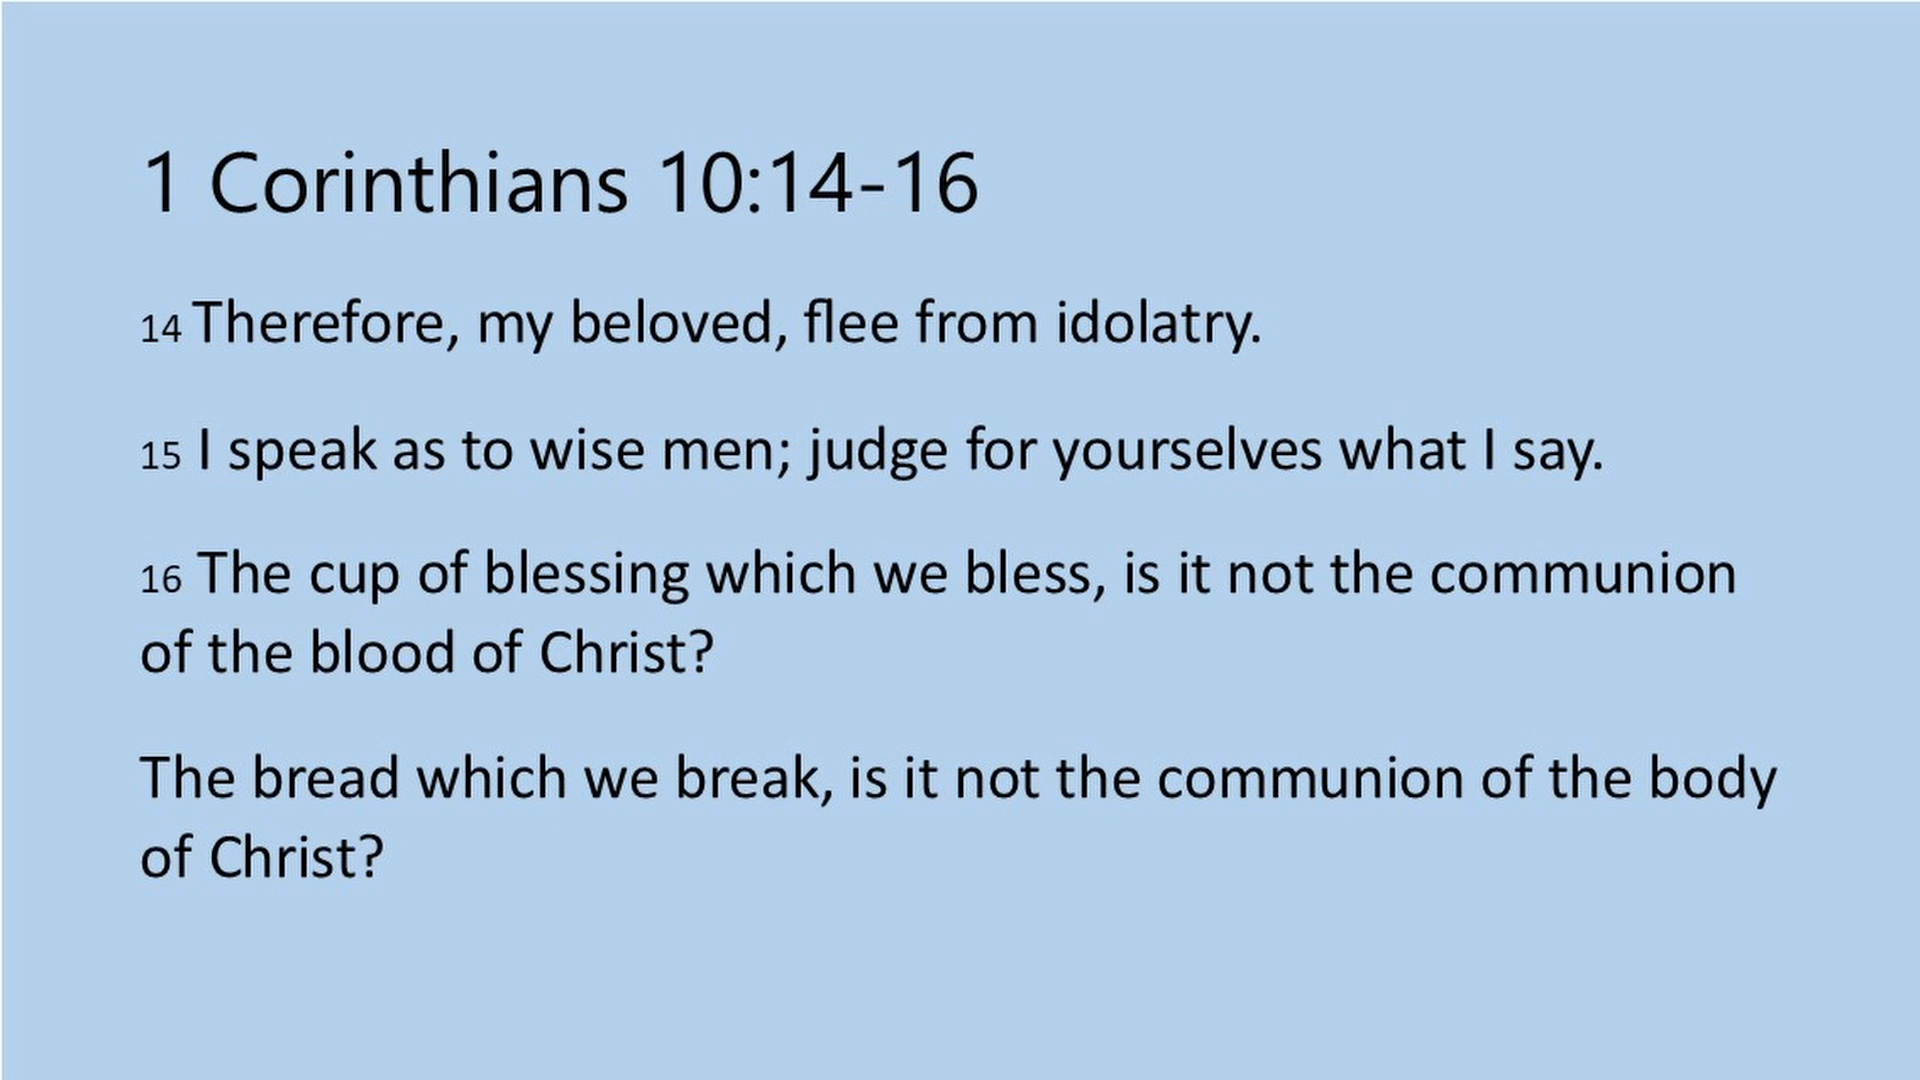 1 Corinthians 10:14-16
14 Therefore, my beloved, flee from idolatry.
15 I speak as to wise men; judge for yourselves what I say.
16 The cup of blessing which we bless, is it not the communion
of the blood of Christ?
The bread which we break, is it not the communion of the body
of Christ?